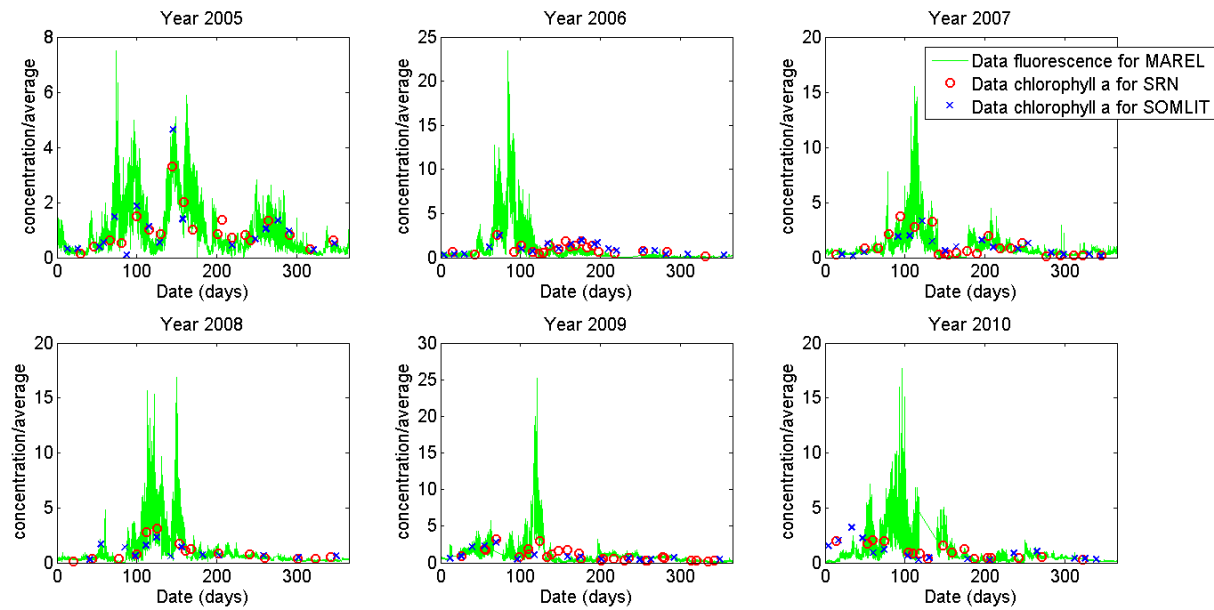 Year 2005
8
6
4
2
0
0 100 200 300
concentration/average
Date (days)
Year 2006
25
20
15
10
5
0
0 100 200 300
concentration/average
Date (days)
Year 2007
20
15
10
5
0
0 100 200 300
concentration/average
Date (days)
Data fluorescence for MAREL
Data chlorophyll a for SRN
Data chlorophyll a for SOMLIT
Year 2008
20
15
10
5
0
0 100 200 300
concentration/average
Date (days)
Year 2009
30
25
20
15
10
5
0
0 100 200 300
concentration/average
Date (days)
Year 2010
20
15
10
5
0
0 100 200 300
concentration/average
Date (days)